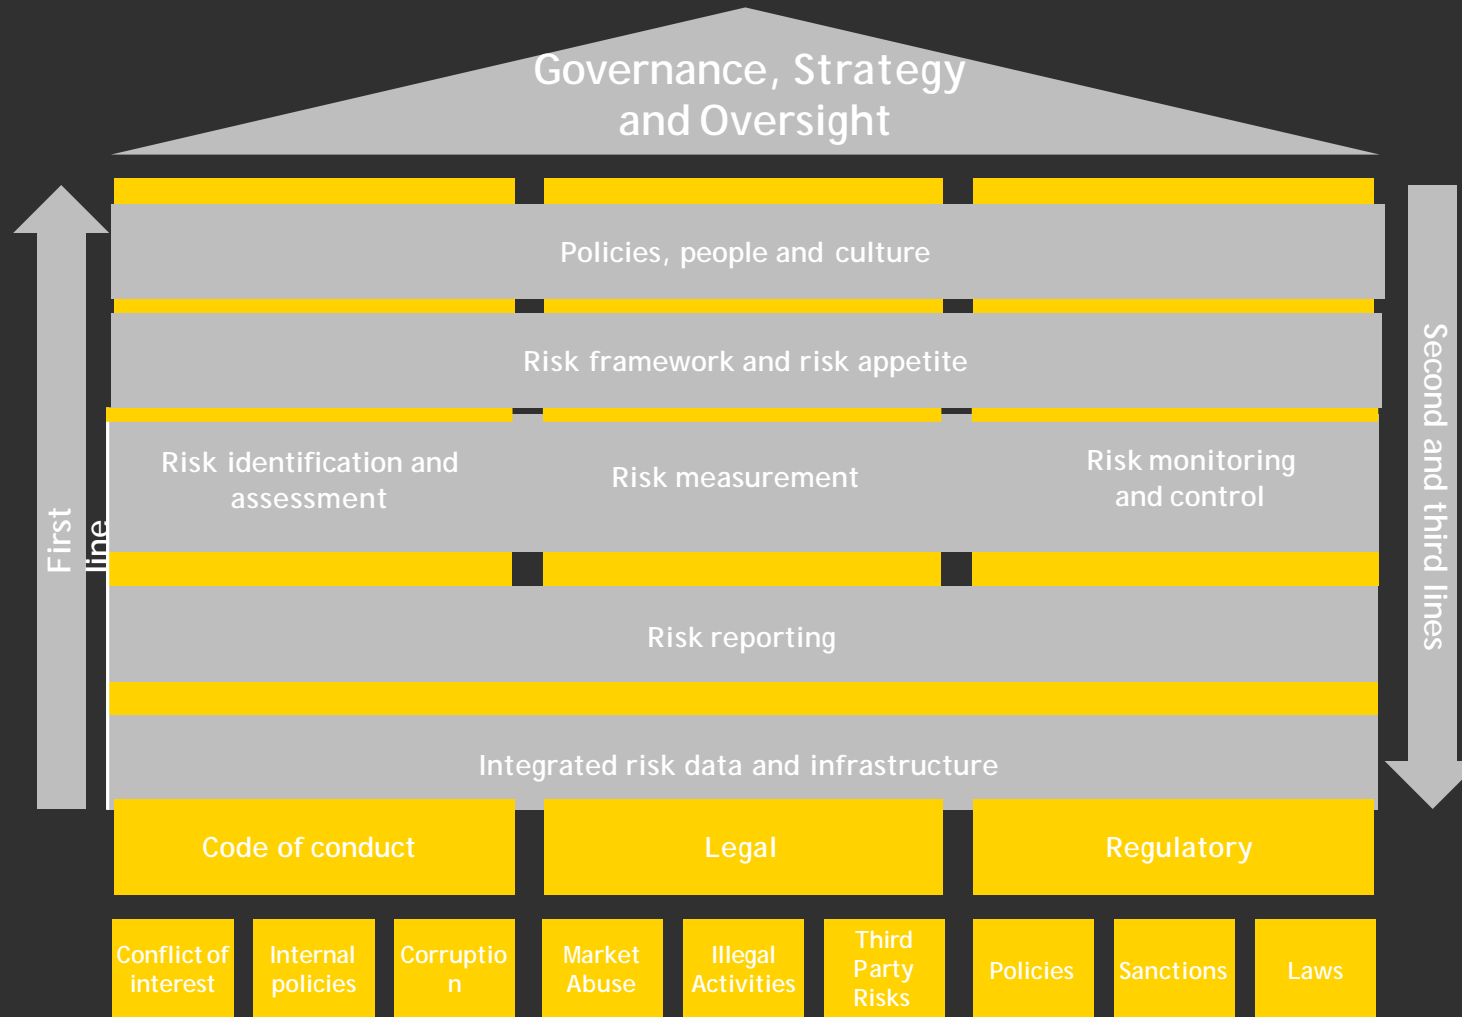 Governance, Strategy
and Oversight
Policies, people and culture
Risk framework and risk appetite
Risk identification and
assessment
Risk measurement
Risk monitoring
and control
First
line
Second and third lines
Risk reporting
Integrated risk data and infrastructure
Code of conduct
Legal
Regulatory
Conflict of
interest
Internal
policies
Corruptio
n
Market
Abuse
Illegal
Activities
Third
Party
Risks
Policies
Sanctions
Laws